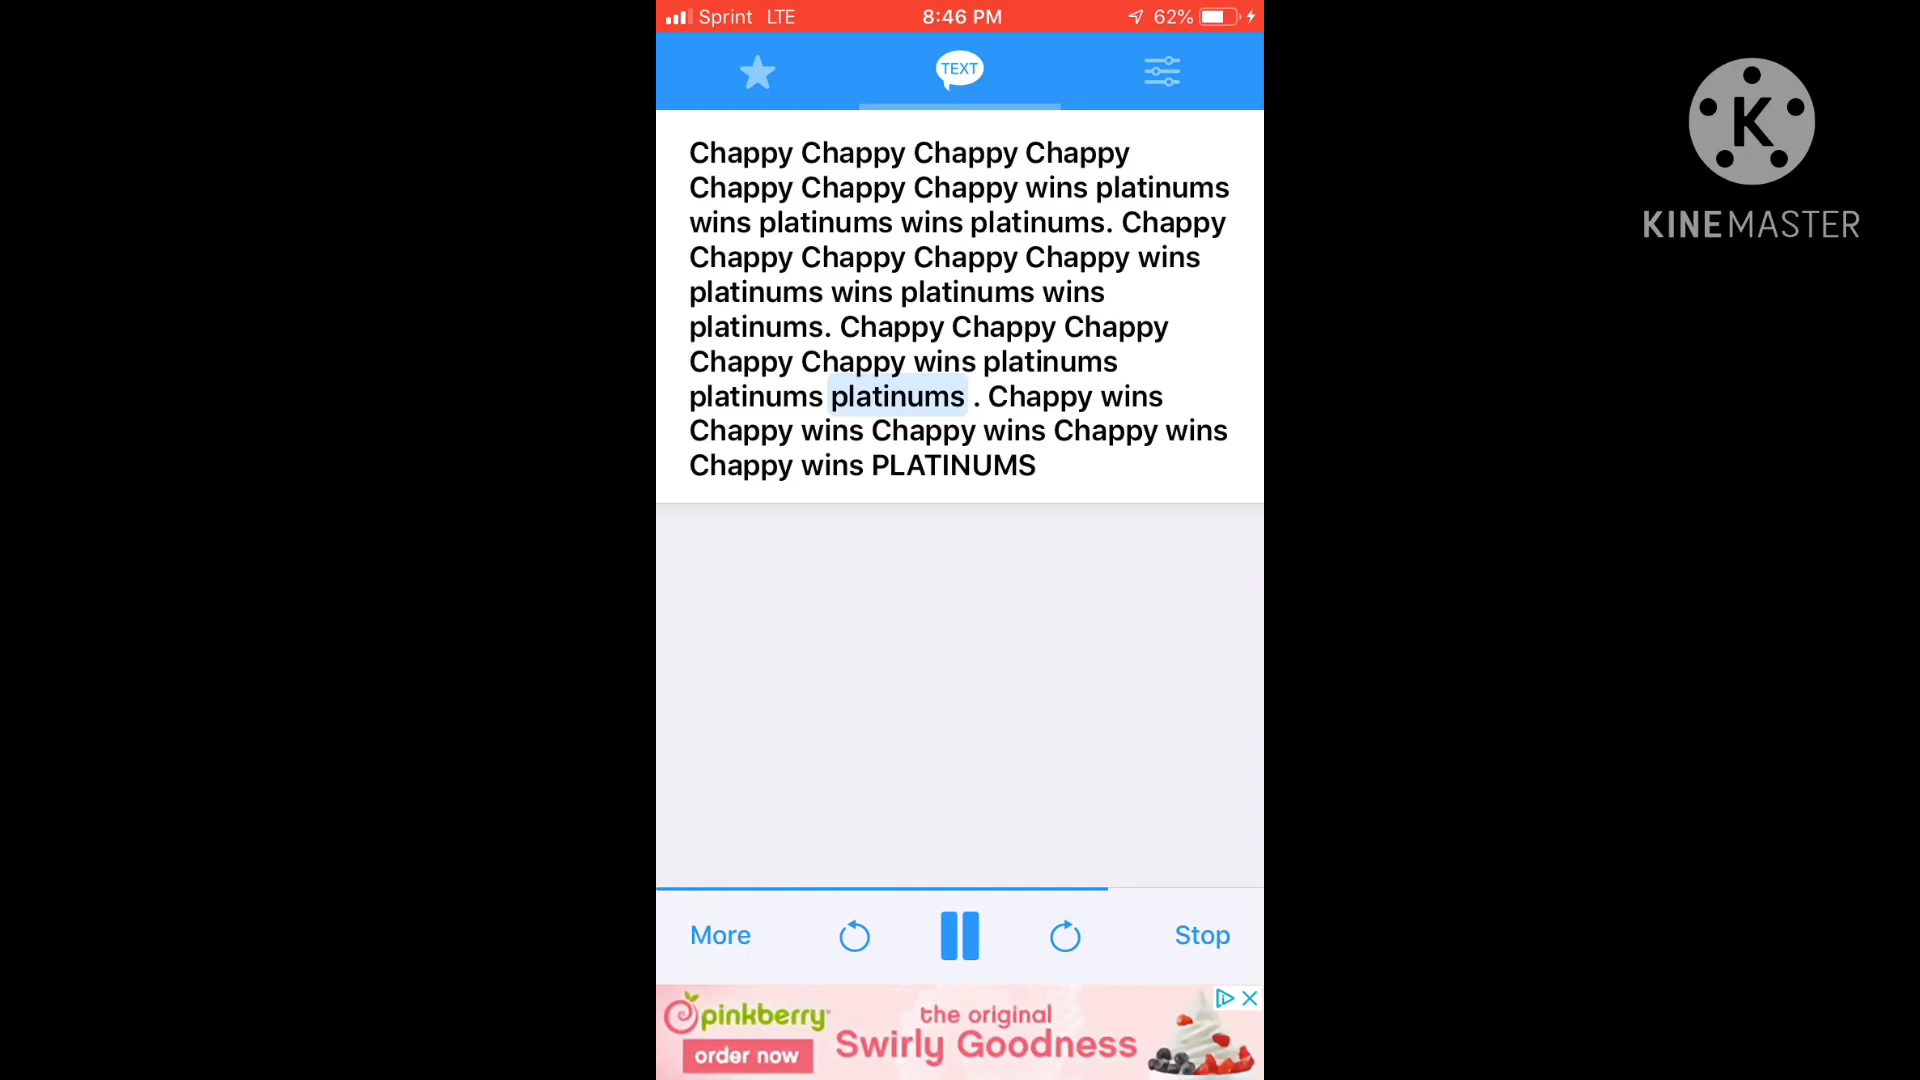 Sprint LTE 8:46 PM 62%
TEXT
Chappy Chappy Chappy Chappy
Chappy Chappy Chappy wins platinums
wins platinums wins platinums. Chappy
Chappy Chappy Chappy Chappy wins
platinums wins platinums wins
platinums. Chappy Chappy Chappy
Chappy Chappy wins platinums
platinums platinums . Chappy wins
Chappy wins Chappy wins Chappy wins
Chappy wins PLATINUMS
More
Stop
pinkberry
order now
the original
Swirly Goodness
K
KINEMASTER